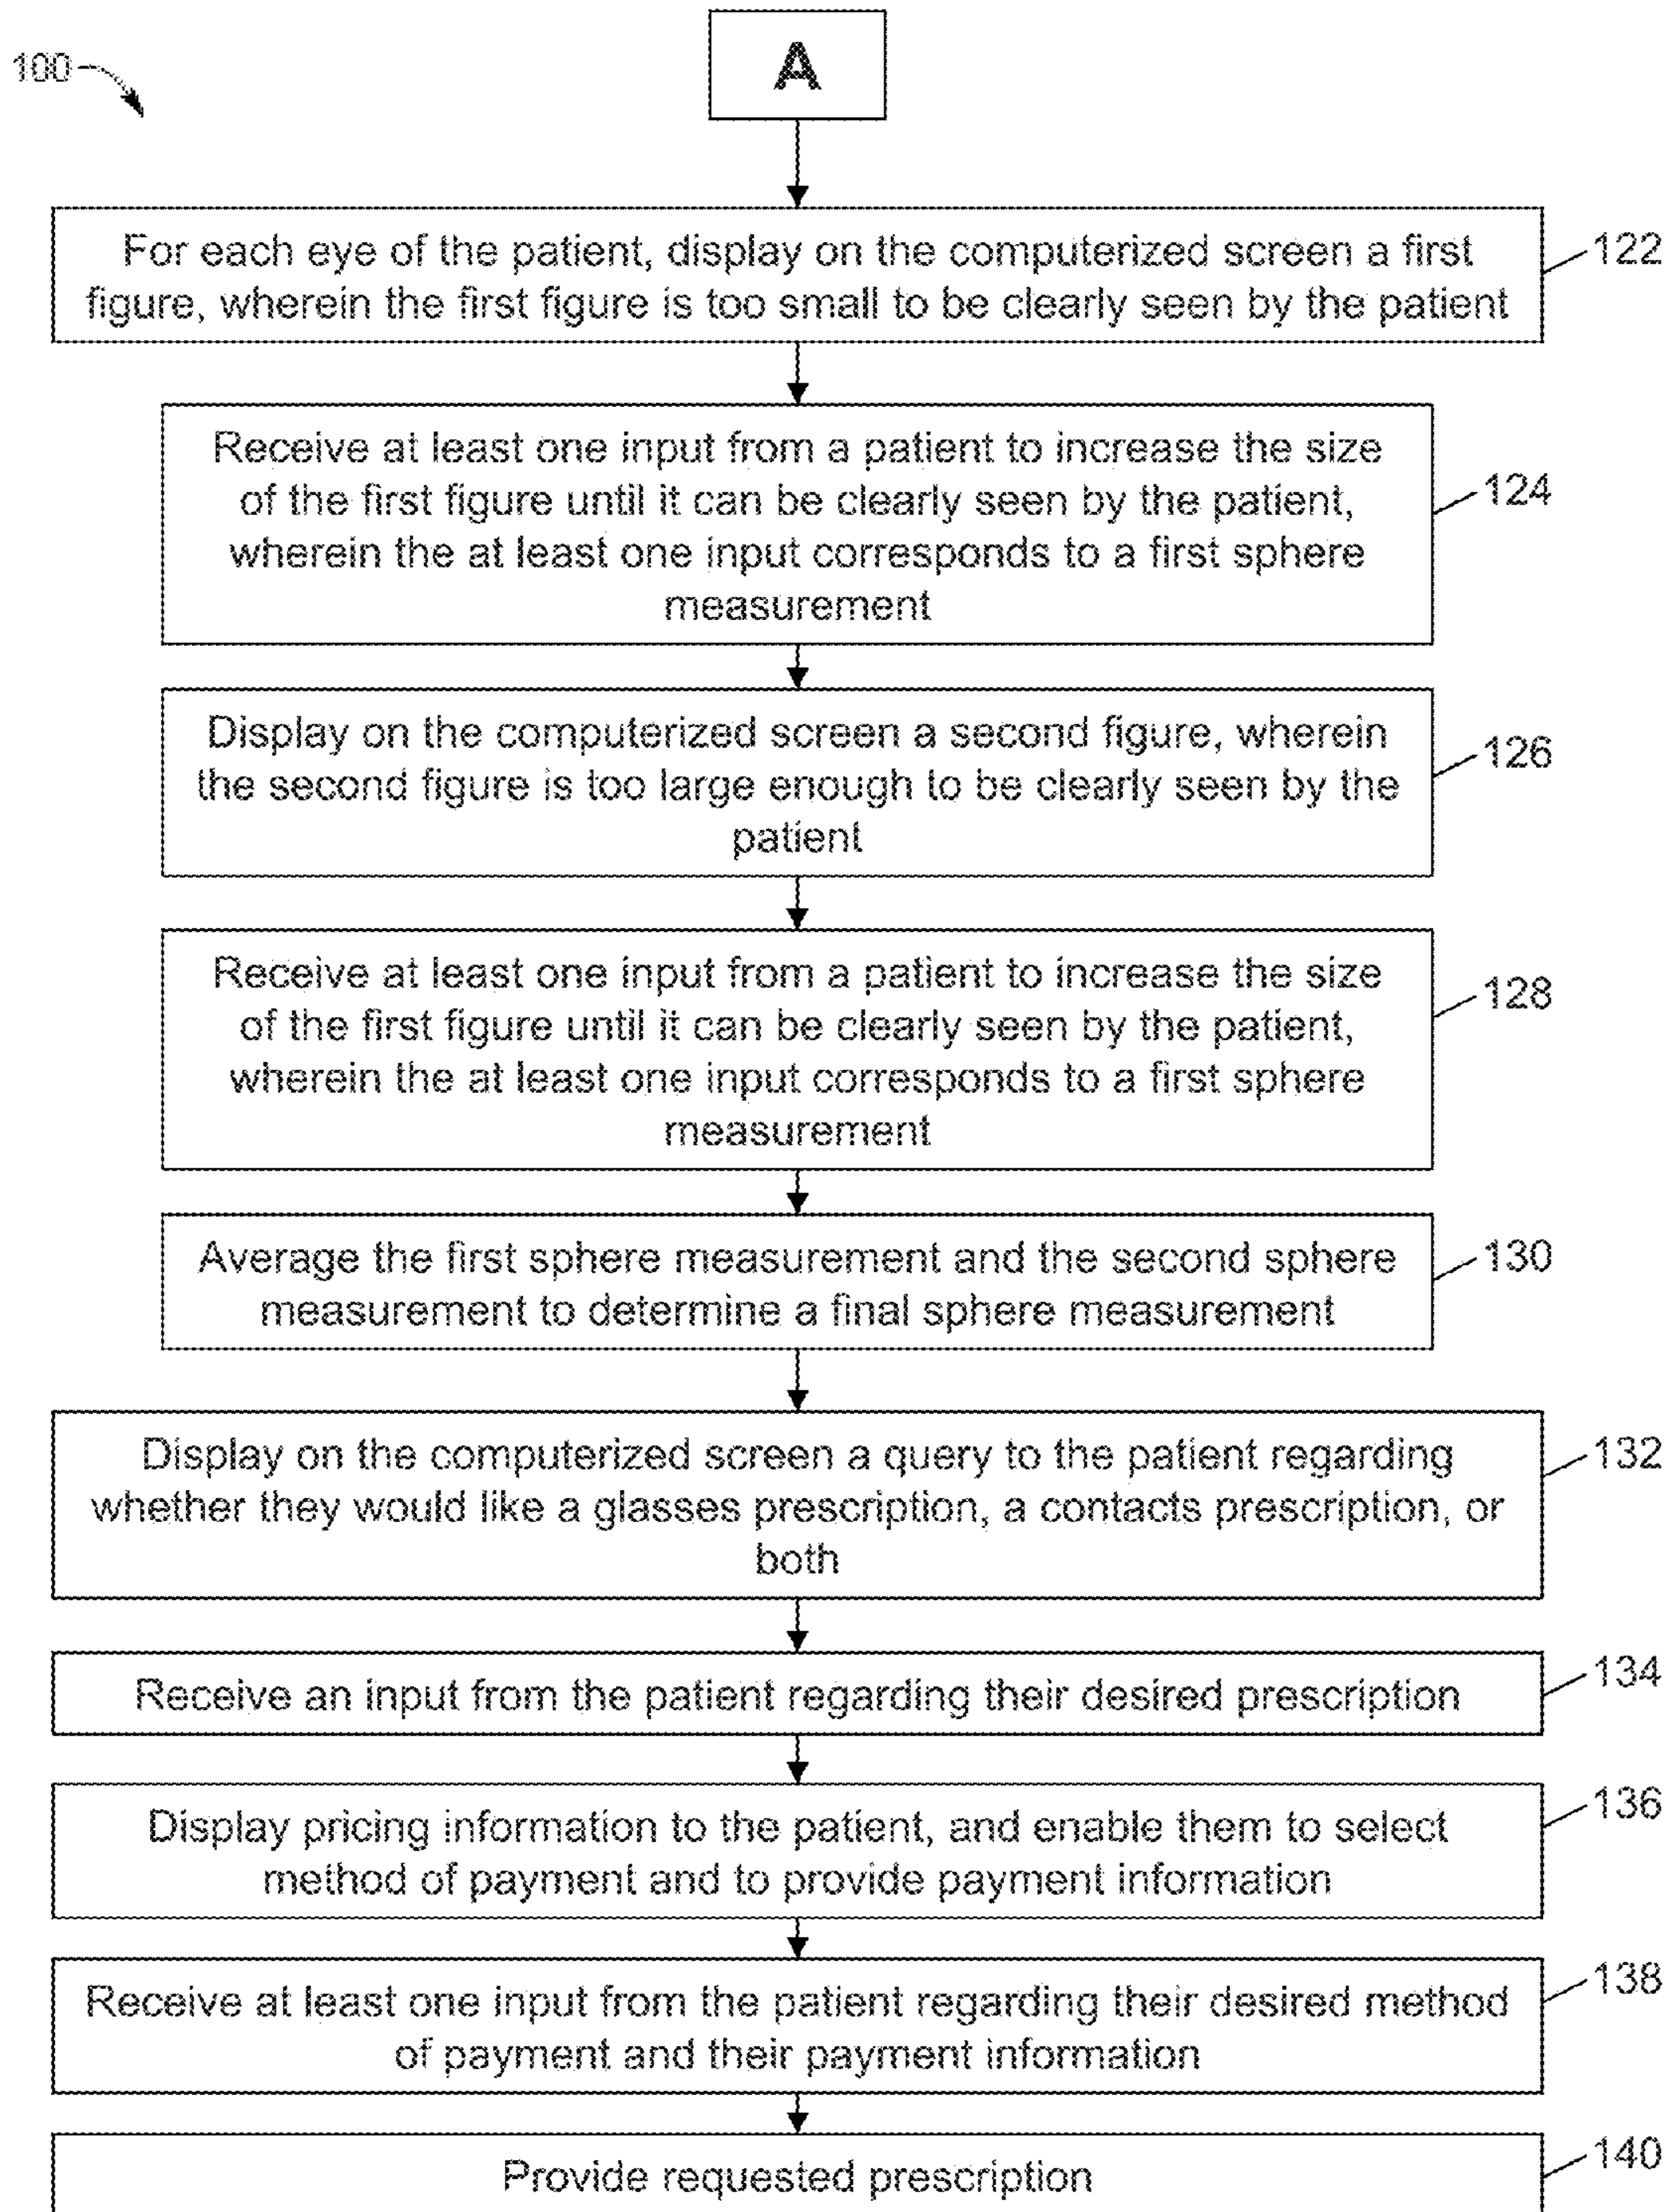 100
A
For each eye of the patient, display on the computerized screen a first
figure, wherein the first figure is too small to be clearly seen by the patient
122
Receive at least one input from a patient to increase the size
of the first figure until it can be clearly seen by the patient,
wherein the at least one input corresponds to a first sphere
measurement
124
Display on the computerized screen a second figure, wherein
the second figure is too large enough to be clearly seen by the
patient
126
Receive at least one input from a patient to increase the size
of the first figure until it can be clearly seen by the patient,
wherein the at least one input corresponds to a first sphere
measurement
128
Average the first sphere measurement and the second sphere
measurement to determine a final sphere measurement
130
Display on the computerized screen a query to the patient regarding
whether they would like a glasses prescription, a contacts prescription, or
both
132
Receive an input from the patient regarding their desired prescription
134
Display pricing information to the patient, and enable them to select
method of payment and to provide payment information
136
Receive at least one input from the patient regarding their desired method
of payment and their payment information
138
Provide requested prescription
140